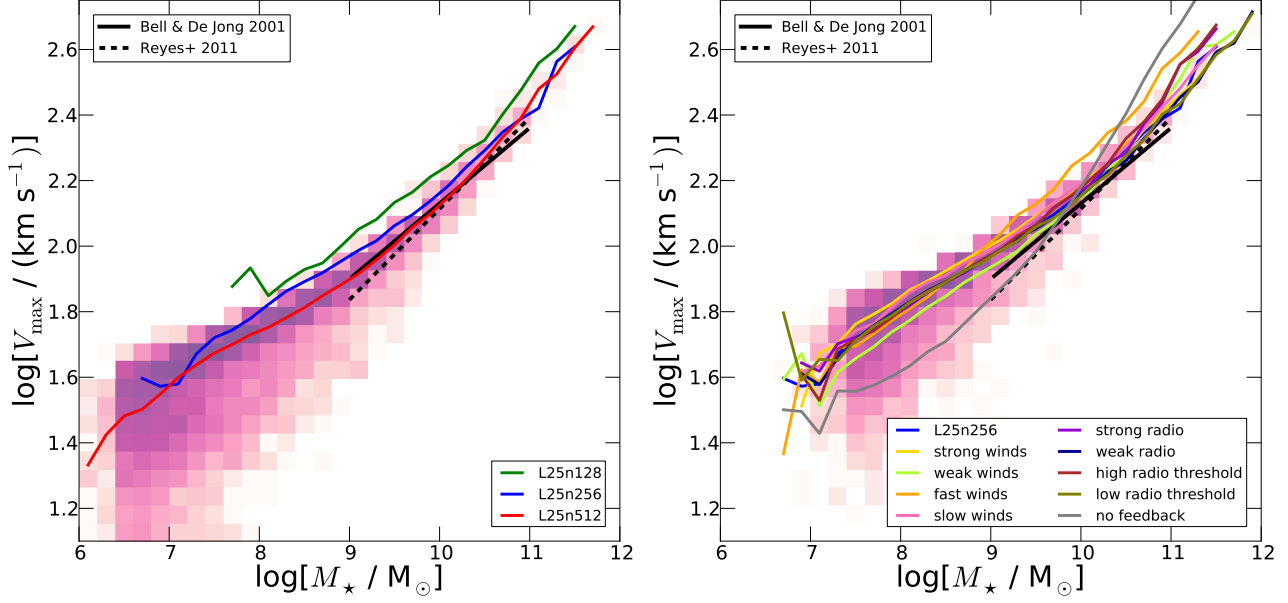 Bell & De Jong 2001
Reyes+ 2011
2.6
2.4
2.2
2.0
1.8
1.6
1.4
1.2
log[V_max / (km s^−1)]
L25n128
L25n256
L25n512
6 7 8 9 10 11 12
log[M_⋆ / M_⊙]
Bell & De Jong 2001
Reyes+ 2011
2.6
2.4
2.2
2.0
1.8
1.6
1.4
1.2
log[V_max / (km s^−1)]
L25n256
strong winds
weak winds
fast winds
slow winds
strong radio
weak radio
high radio threshold
low radio threshold
no feedback
6 7 8 9 10 11 12
log[M_⋆ / M_⊙]